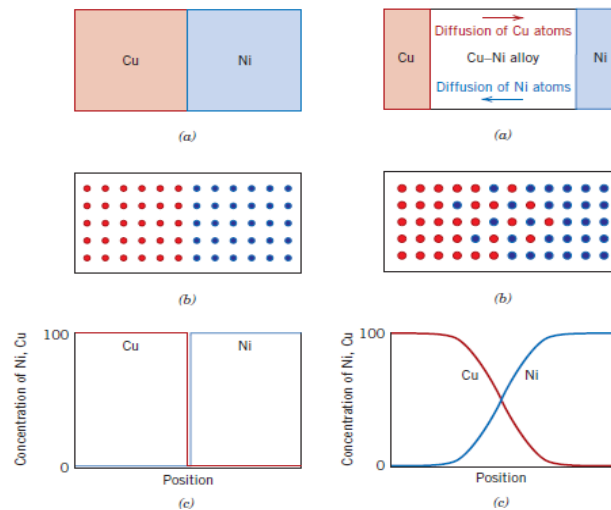 Cu
Ni
(a)
(b)
Concentration of Ni, Cu
100
0
Cu
Ni
Position
(c)
Diffusion of Cu atoms
Cu
Cu–Ni alloy
Ni
Diffusion of Ni atoms
(a)
(b)
Concentration of Ni, Cu
100
0
Cu
Ni
Position
(c)